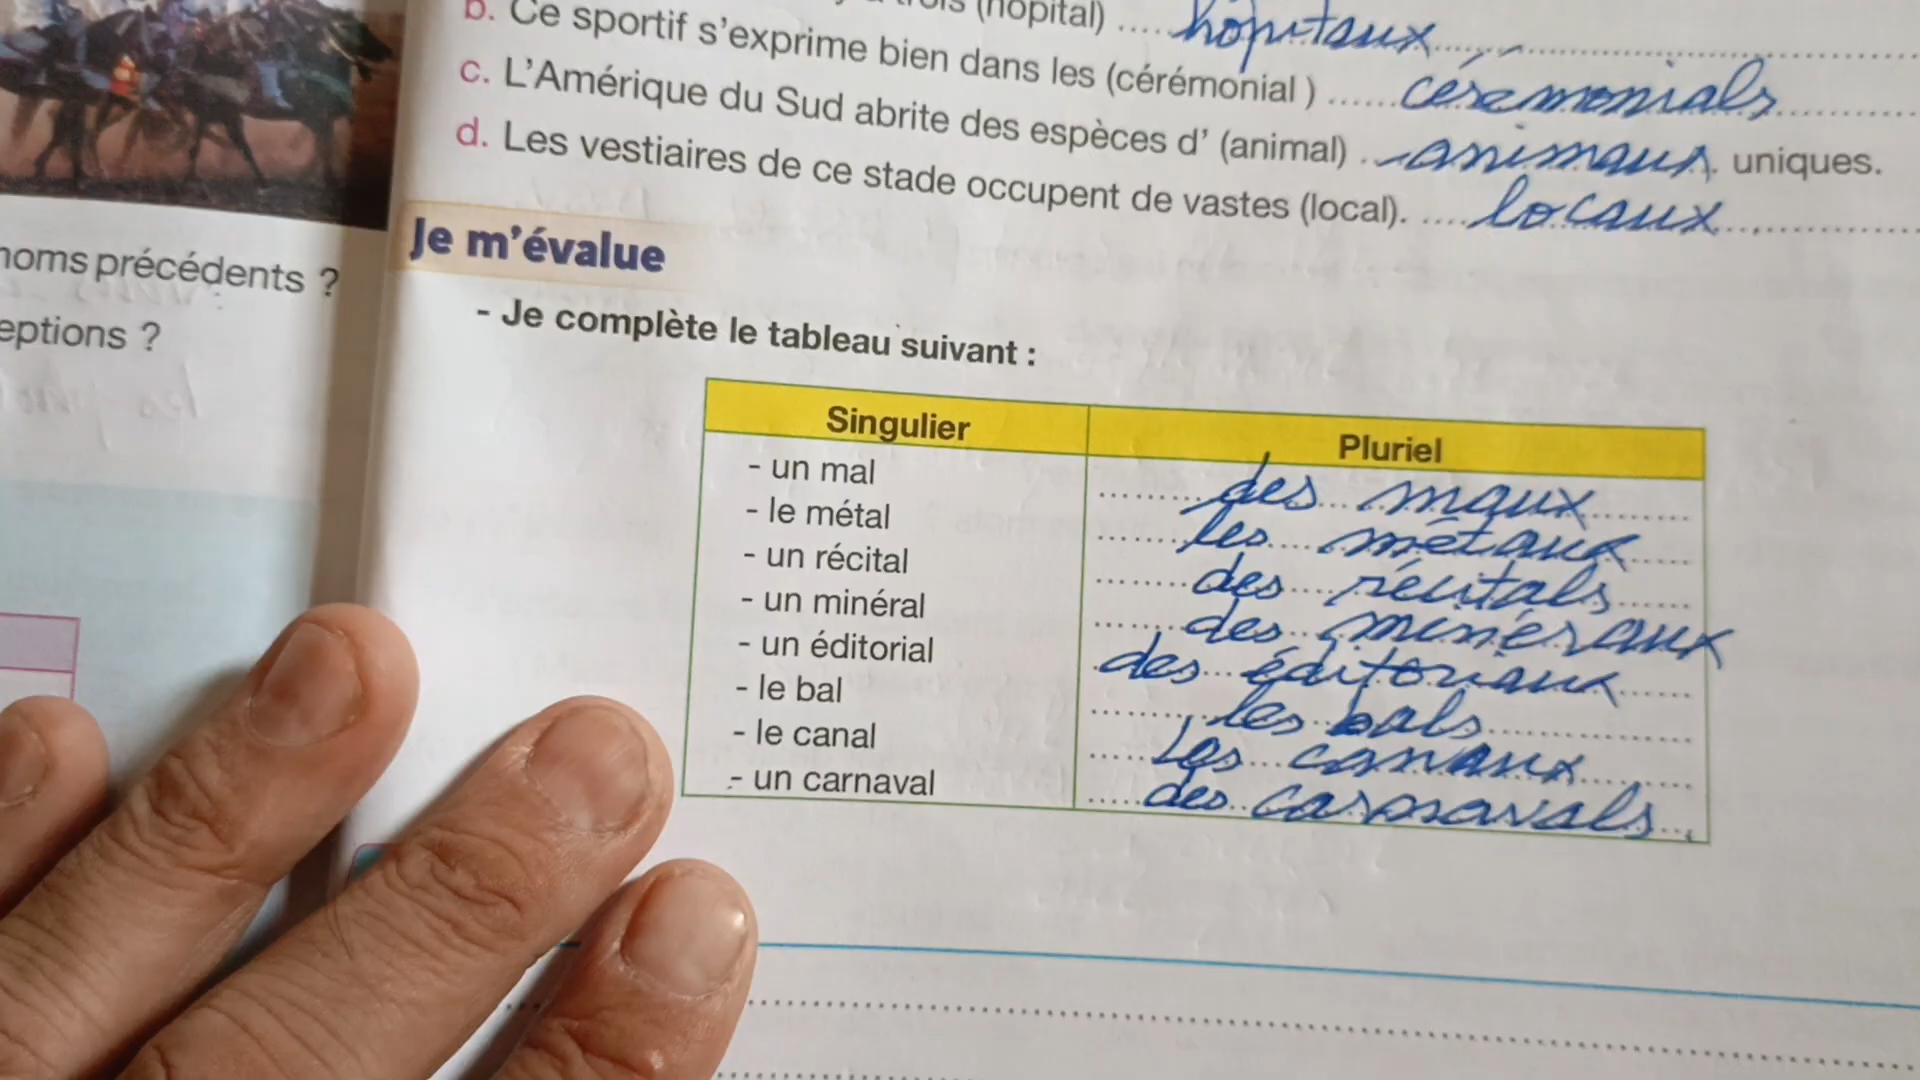 (hôpital) .... hôpitaux
b. Ce sportif s'exprime bien dans les (cérémonial ) ...... cérémonials
c. L'Amérique du Sud abrite des espèces d' (animal) .. animaux. uniques.
d. Les vestiaires de ce stade occupent de vastes (local). .... locaux
noms précédents ?
eptions ?
Je m'évalue
- Je complète le tableau suivant :
Singulier Pluriel
- un mal des maux
- le métal les métaux
- un récital des récitals
- un minéral des minéraux
- un éditorial des éditoriaux
- le bal les bals
- le canal Les canaux
- un carnaval des carnavals